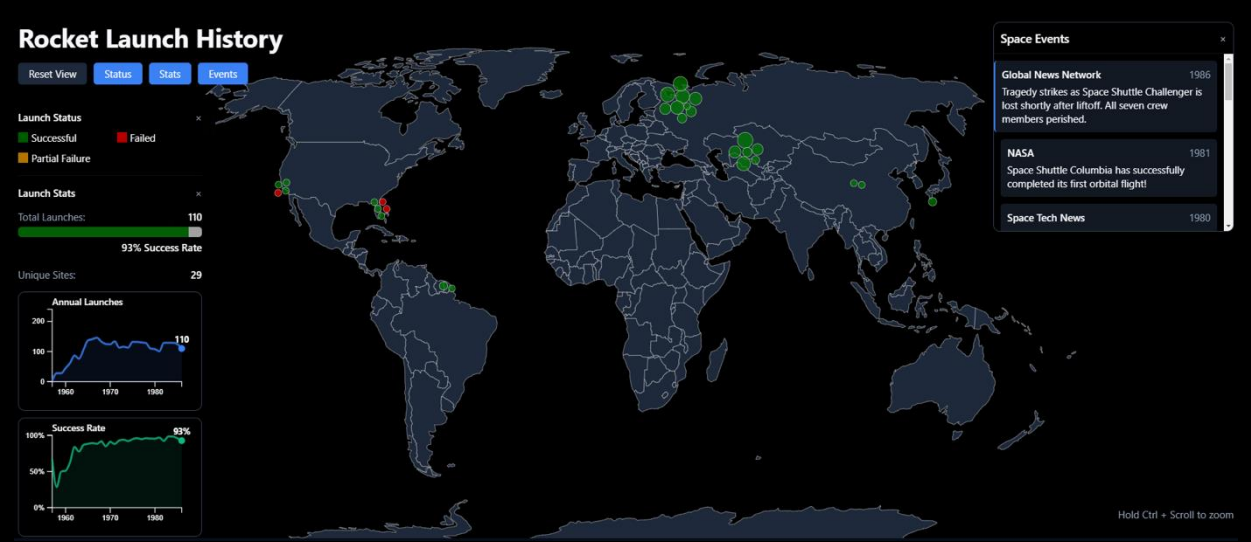 Rocket Launch History
Reset View Status Stats Events
Launch Status ×
Successful Failed
Partial Failure
Launch Stats ×
Total Launches: 110
93% Success Rate
Unique Sites: 29
Annual Launches
200
110
100
0
1960 1970 1980
Success Rate
93%
100%
50%
0%
1960 1970 1980
Space Events ×
Global News Network 1986
Tragedy strikes as Space Shuttle Challenger is
lost shortly after liftoff. All seven crew
members perished.
NASA 1981
Space Shuttle Columbia has successfully
completed its first orbital flight!
Space Tech News 1980
Hold Ctrl + Scroll to zoom